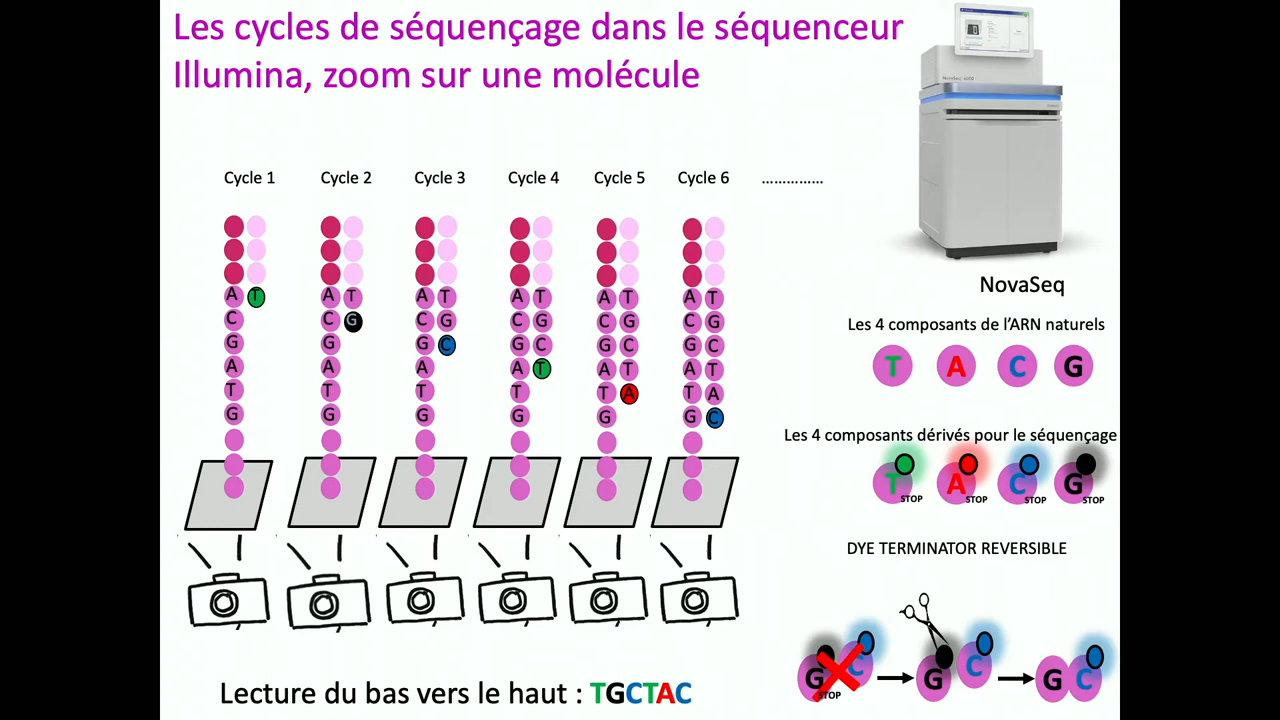 Les cycles de séquençage dans le séquenceur
Illumina, zoom sur une molécule
Cycle 1 Cycle 2 Cycle 3 Cycle 4 Cycle 5 Cycle 6 ……………
A T A T A T A T A T A T
C C G C G C G C G C G
G G G C G C G C G C
A A A A T A T A T
T T T T T A T A
G G G G G G C
NovaSeq
Les 4 composants de l'ARN naturels
T A C G
Les 4 composants dérivés pour le séquençage
T A C G
STOP STOP STOP STOP
DYE TERMINATOR REVERSIBLE
G C G C G C
STOP
Lecture du bas vers le haut : TGCTAC